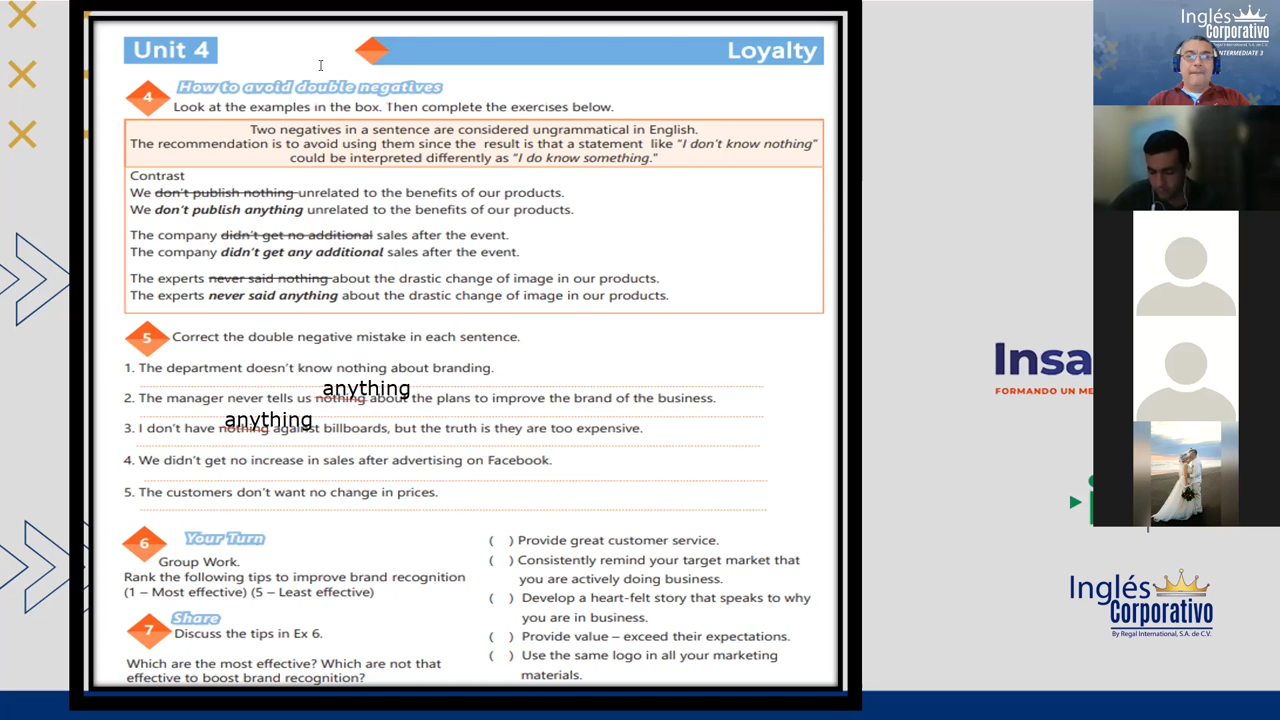 Unit 4
Loyalty
4 How to avoid double negatives
Look at the examples in the box. Then complete the exercises below.
Two negatives in a sentence are considered ungrammatical in English.
The recommendation is to avoid using them since the result is that a statement like "I don't know nothing"
could be interpreted differently as "I do know something."
Contrast
We don't publish nothing unrelated to the benefits of our products.
We don't publish anything unrelated to the benefits of our products.
The company didn't get no additional sales after the event.
The company didn't get any additional sales after the event.
The experts never said nothing about the drastic change of image in our products.
The experts never said anything about the drastic change of image in our products.
5 Correct the double negative mistake in each sentence.
1. The department doesn't know nothing about branding.
anything
2. The manager never tells us nothing about the plans to improve the brand of the business.
anything
3. I don't have nothing against billboards, but the truth is they are too expensive.
4. We didn't get no increase in sales after advertising on Facebook.
5. The customers don't want no change in prices.
6 Your Turn
Group Work.
Rank the following tips to improve brand recognition
(1 – Most effective) (5 – Least effective)
7 Share
Discuss the tips in Ex 6.
Which are the most effective? Which are not that
effective to boost brand recognition?
( ) Provide great customer service.
( ) Consistently remind your target market that
you are actively doing business.
( ) Develop a heart-felt story that speaks to why
you are in business.
( ) Provide value – exceed their expectations.
( ) Use the same logo in all your marketing
materials.
Inglés
Corporativo
By Regal International, S.A. de C.V.
INTERMEDIATE 3
Insa
FORMANDO UN ME
Inglés
Corporativo
By Regal International, S.A. de C.V.